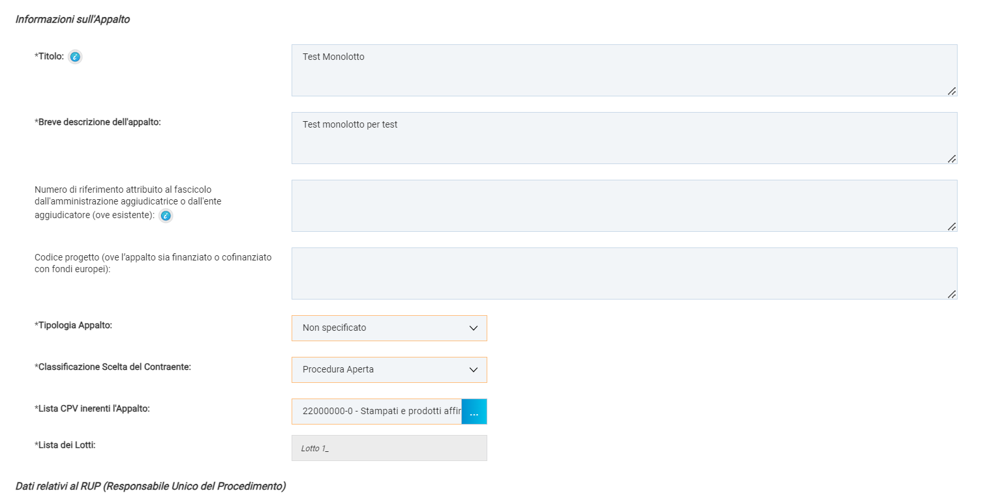 Informazioni sull'Appalto
*Titolo:
Test Monolotto
*Breve descrizione dell'appalto:
Test monolotto per test
Numero di riferimento attribuito al fascicolo
dall'amministrazione aggiudicatrice o dall'ente
aggiudicatore (ove esistente):
Codice progetto (ove l’appalto sia finanziato o cofinanziato
con fondi europei):
*Tipologia Appalto:
Non specificato
*Classificazione Scelta del Contraente:
Procedura Aperta
*Lista CPV inerenti l'Appalto:
22000000-0 - Stampati e prodotti affin
...
*Lista dei Lotti:
Lotto 1_
Dati relativi al RUP (Responsabile Unico del Procedimento)